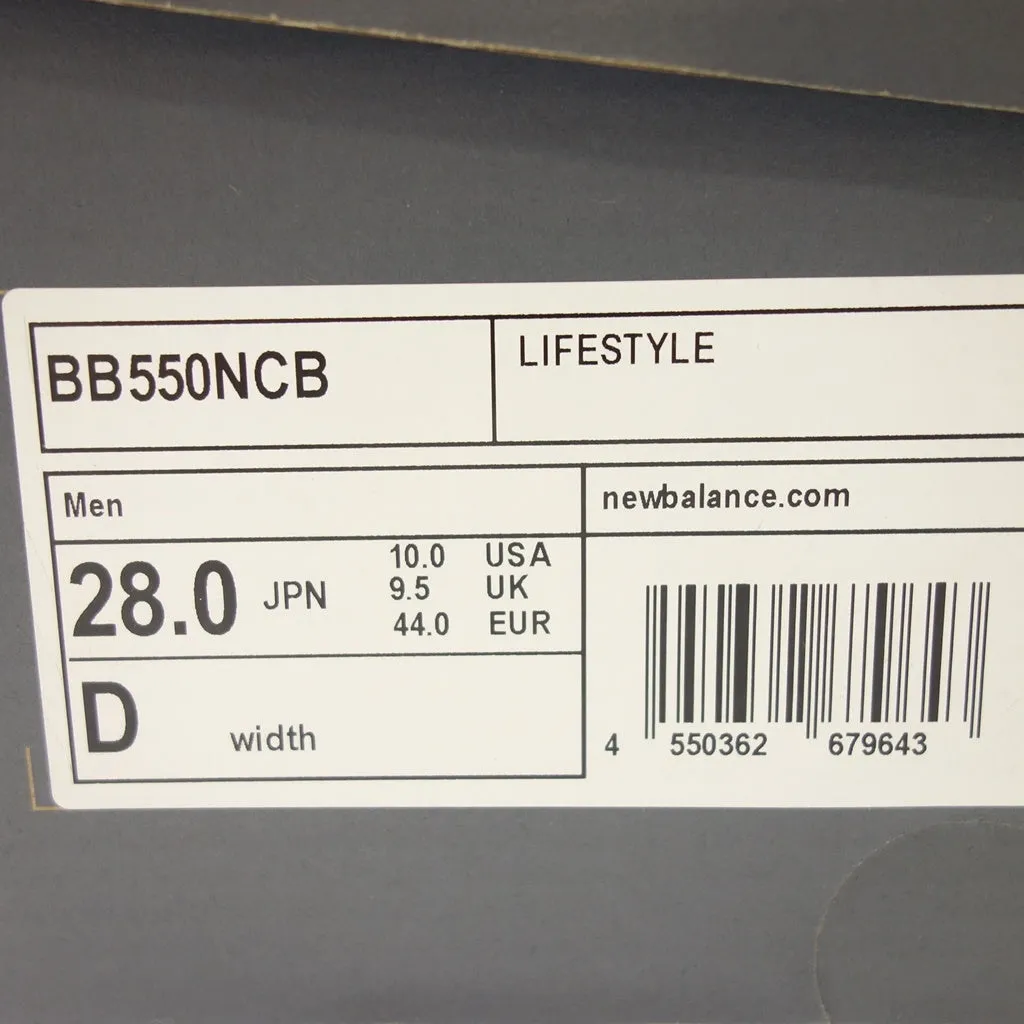 BB550NCB
LIFESTYLE
Men
newbalance.com
28.0 JPN
10.0 USA
9.5 UK
44.0 EUR
D width
4 550362 679643